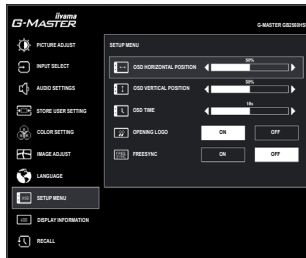 iiyama
G-MASTER
G-MASTER GB2560HS
PICTURE ADJUST
INPUT SELECT
AUDIO SETTINGS
STORE USER SETTING
COLOR SETTING
IMAGE ADJUST
LANGUAGE
SETUP MENU
DISPLAY INFORMATION
RECALL
SETUP MENU
OSD HORIZONTAL POSITION
50%
OSD VERTICAL POSITION
50%
OSD TIME
10s
OPENING LOGO
ON
OFF
FREESYNC
ON
OFF